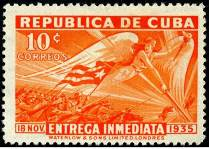 REPUBLICA DE CUBA
10¢
CORREOS
18 NOV. ENTREGA INMEDIATA 1935
WATERLOW & SONS LIMITED. LONDRES.